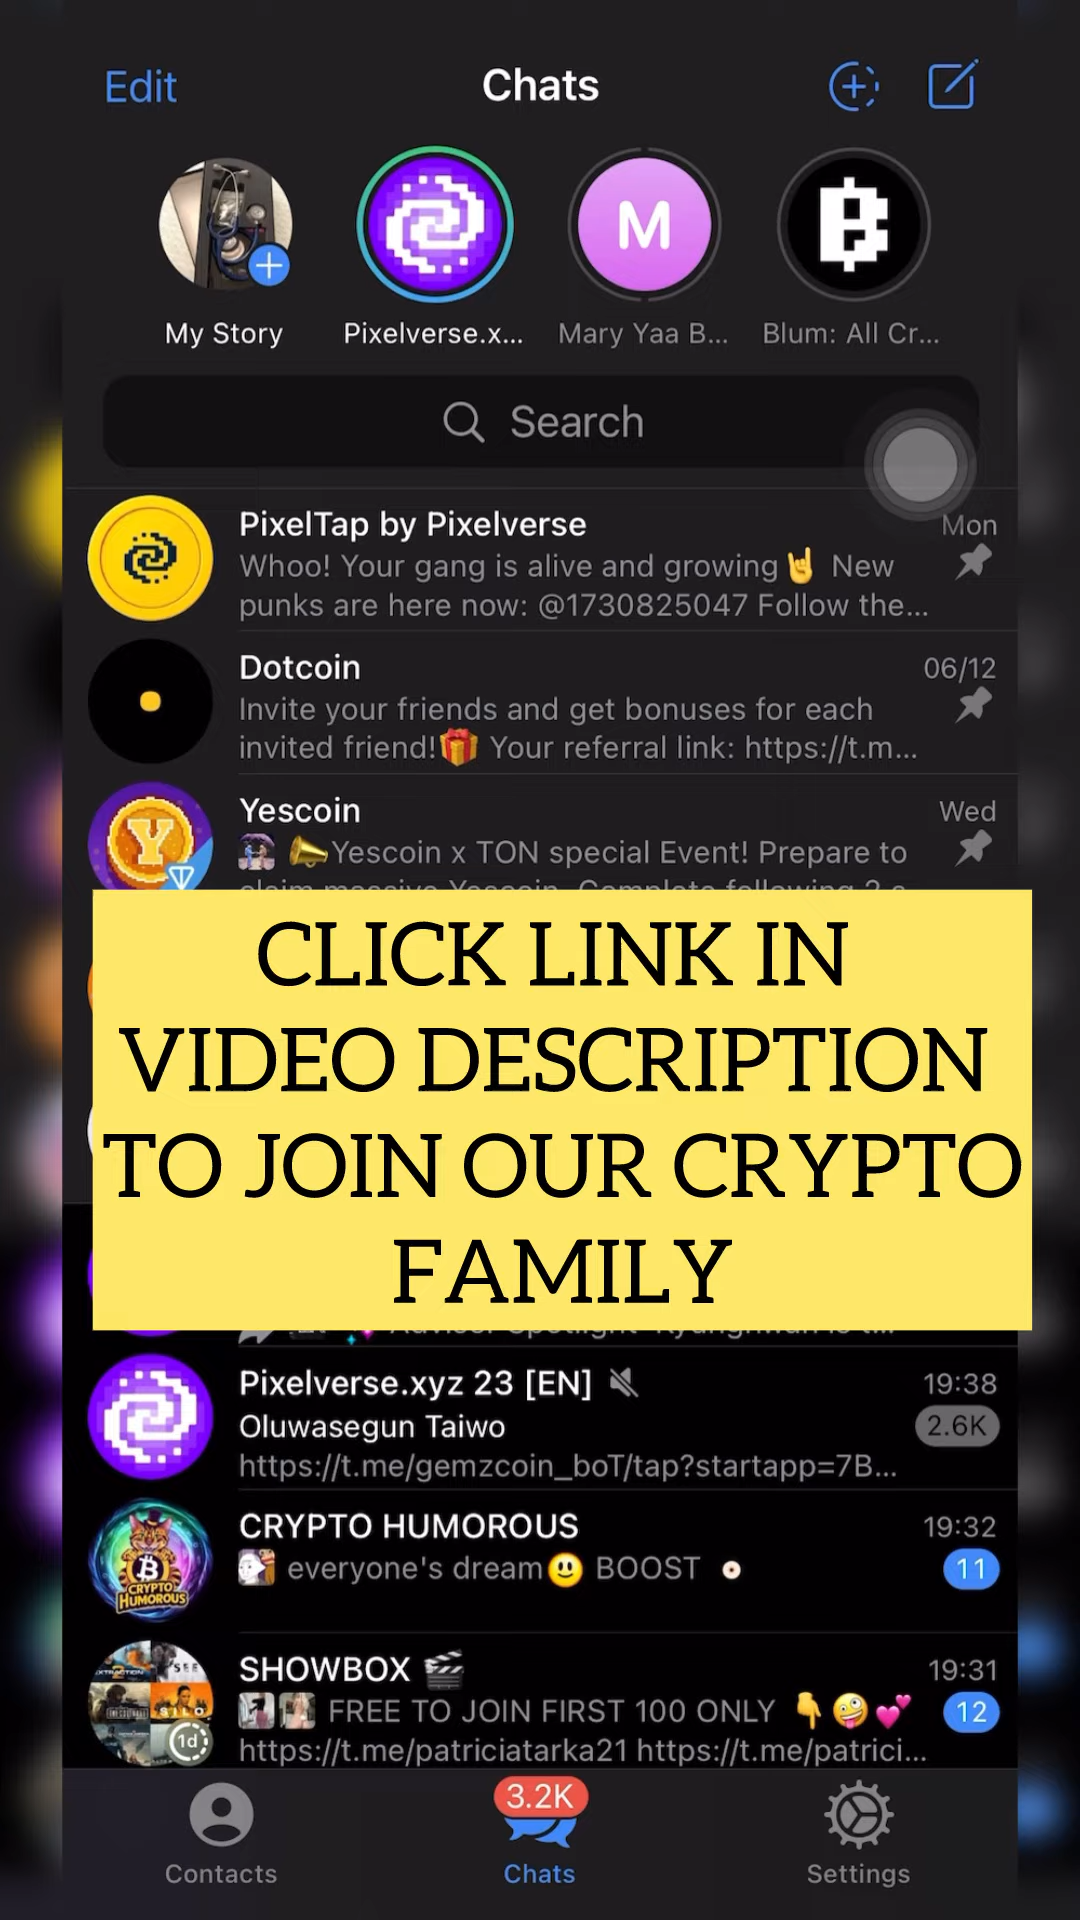 Edit
Chats
My Story
Pixelverse.x...
M
Mary Yaa B...
Blum: All Cr...
Search
PixelTap by Pixelverse
Mon
Whoo! Your gang is alive and growing🤘 New
punks are here now: @1730825047 Follow the...
Dotcoin
06/12
Invite your friends and get bonuses for each
invited friend!🎁 Your referral link: https://t.m...
Yescoin
Wed
📣Yescoin x TON special Event! Prepare to
CLICK LINK IN
VIDEO DESCRIPTION
TO JOIN OUR CRYPTO
FAMILY
Pixelverse.xyz 23 [EN]
19:38
Oluwasegun Taiwo
2.6K
https://t.me/gemzcoin_boT/tap?startapp=7B...
CRYPTO HUMOROUS
19:32
everyone's dream😃 BOOST
11
CRYPTO
HUMOROUS
SHOWBOX 🎬
19:31
FREE TO JOIN FIRST 100 ONLY 👇🤪💕
12
https://t.me/patriciatarka21 https://t.me/patrici...
SEE
SILO
1d
3.2K
Contacts
Chats
Settings